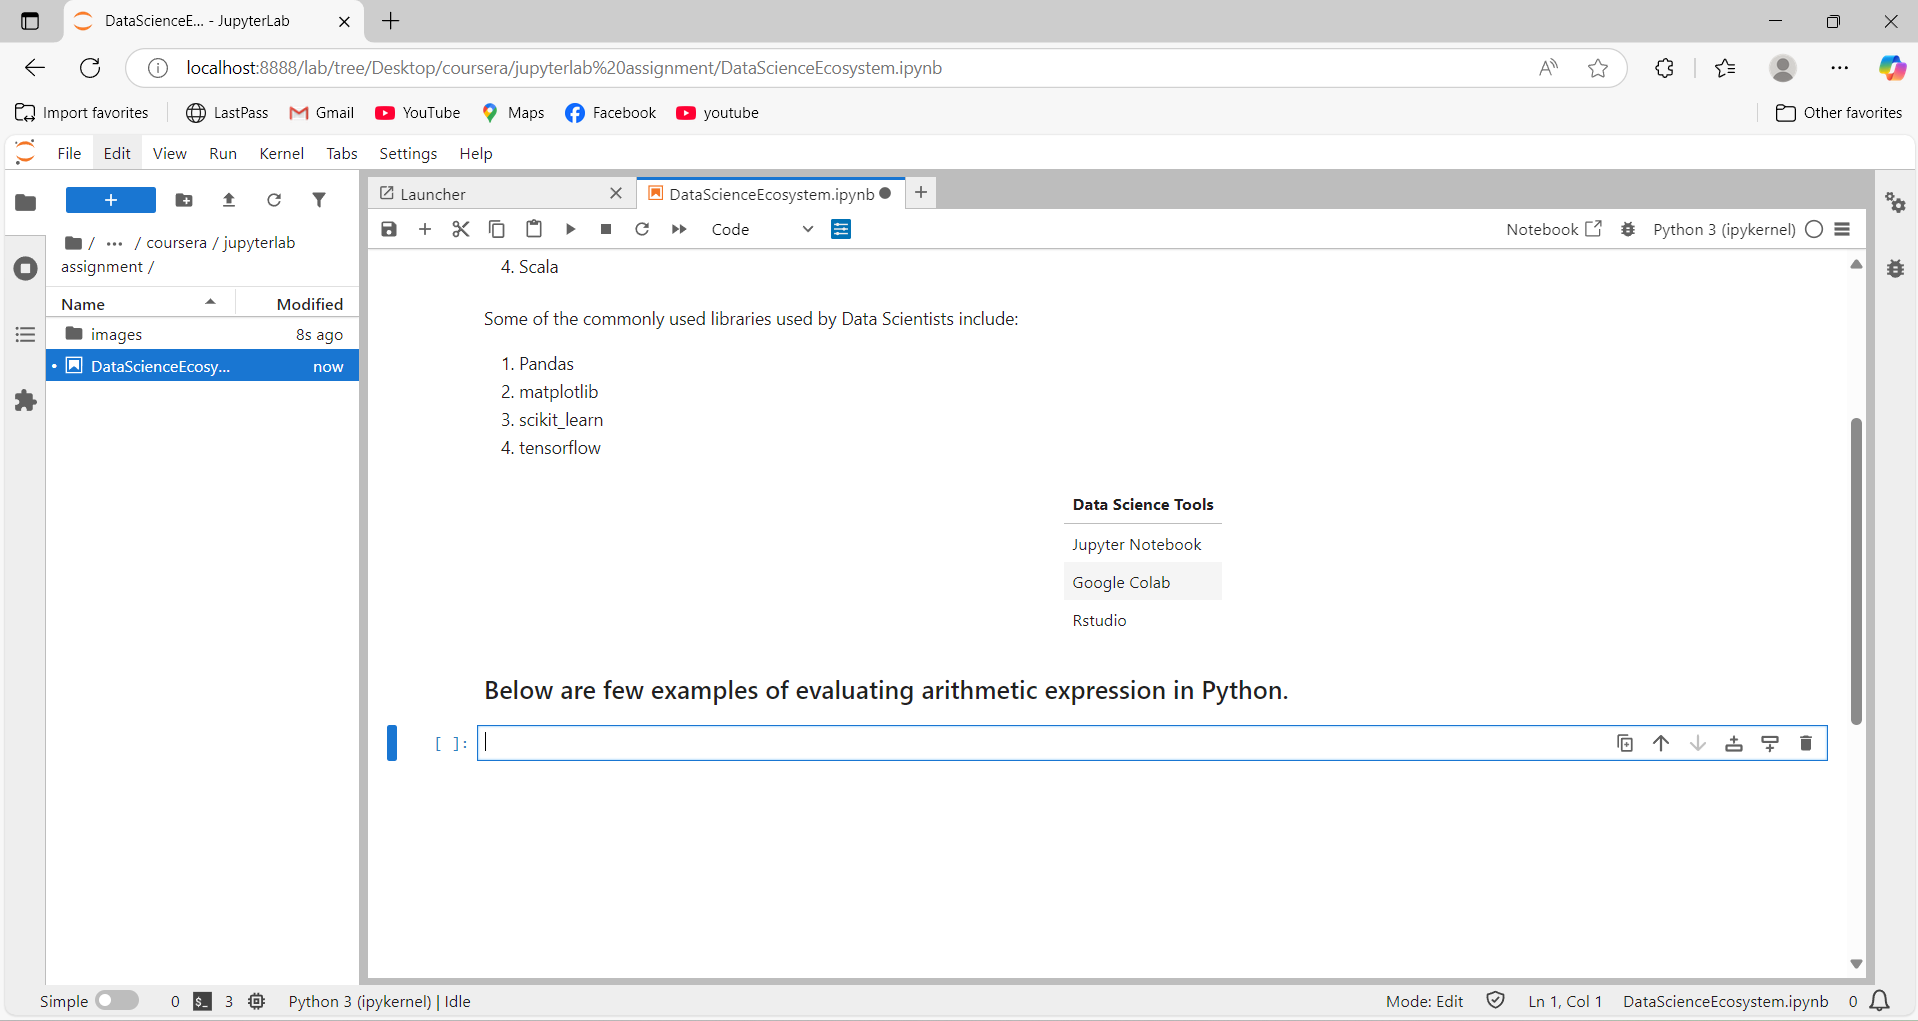 DataScienceE... - JupyterLab
localhost:8888/lab/tree/Desktop/coursera/jupyterlab%20assignment/DataScienceEcosystem.ipynb
Import favorites LastPass Gmail YouTube Maps Facebook youtube Other favorites
File Edit View Run Kernel Tabs Settings Help
Launcher DataScienceEcosystem.ipynb
Code Notebook Python 3 (ipykernel)
/ ··· / coursera / jupyterlab
assignment /
Name Modified
images 8s ago
DataScienceEcosy... now
4. Scala
Some of the commonly used libraries used by Data Scientists include:
1. Pandas
2. matplotlib
3. scikit_learn
4. tensorflow
Data Science Tools
Jupyter Notebook
Google Colab
Rstudio
Below are few examples of evaluating arithmetic expression in Python.
[ ]:
Simple 0 $_ 3 Python 3 (ipykernel) | Idle Mode: Edit Ln 1, Col 1 DataScienceEcosystem.ipynb 0